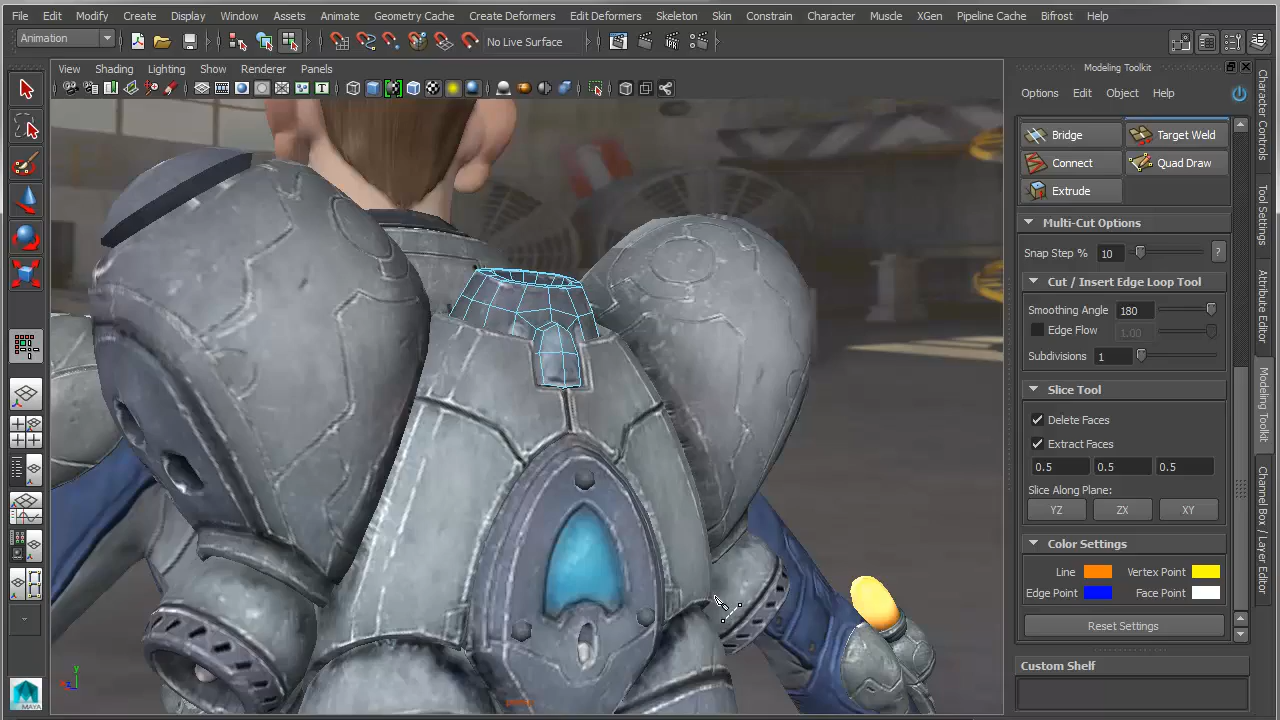 File Edit Modify Create Display Window Assets Animate Geometry Cache Create Deformers Edit Deformers Skeleton Skin Constrain Character Muscle XGen Pipeline Cache Bifrost Help
Animation No Live Surface
View Shading Lighting Show Renderer Panels
Modeling Toolkit
Options Edit Object Help
Bridge Target Weld
Connect Quad Draw
Extrude
Multi-Cut Options
Snap Step % 10 ?
Cut / Insert Edge Loop Tool
Smoothing Angle 180
Edge Flow 1.00
Subdivisions 1
Slice Tool
Delete Faces
Extract Faces
0.5 0.5 0.5
Slice Along Plane:
YZ ZX XY
Color Settings
Line Vertex Point
Edge Point Face Point
Reset Settings
Custom Shelf
Character Controls
Tool Settings
Attribute Editor
Modeling Toolkit
Channel Box / Layer Editor
y
MAYA